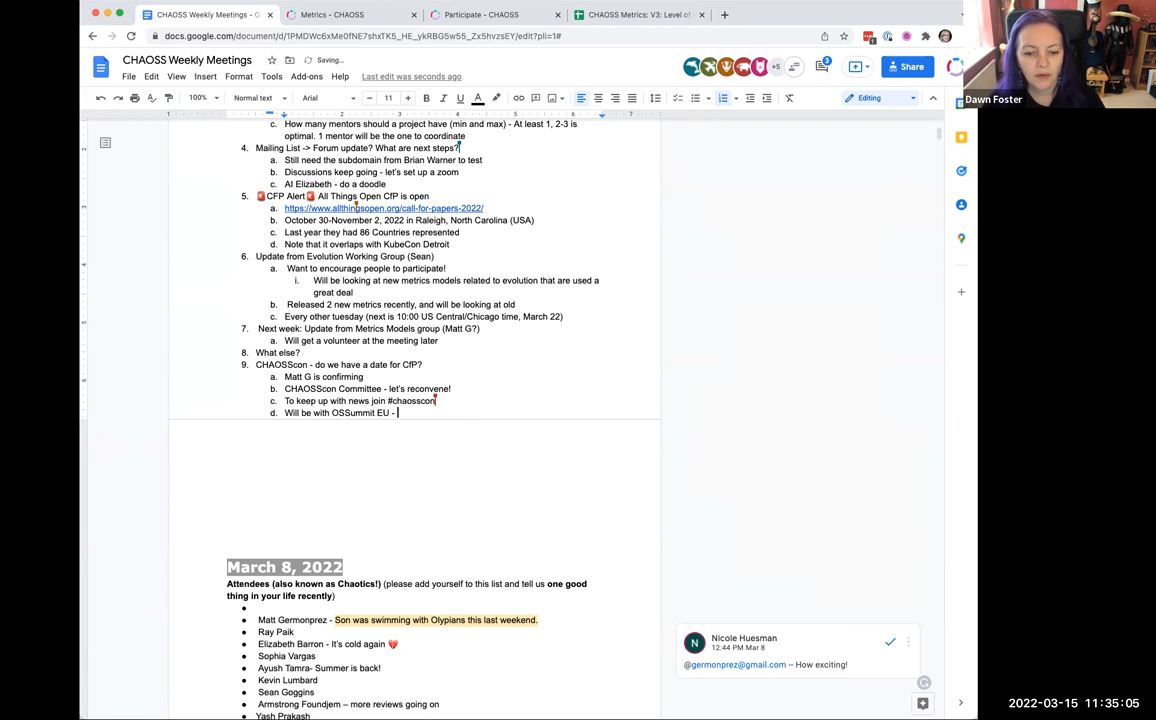 CHAOSS Weekly Meetings - G
Metrics - CHAOSS
Participate - CHAOSS
CHAOSS Metrics: V3: Level of
docs.google.com/document/d/1PMDWc6xMe0fNE7shxTK5_HE_ykRBG5w55_Zx5hvzsEY/edit?pli=1#
CHAOSS Weekly Meetings
Saving...
File Edit View Insert Format Tools Add-ons Help Last edit was seconds ago
+5
3
Share
Dawn Foster
100% Normal text Arial 11 B I U A Editing
c. How many mentors should a project have (min and max) - At least 1, 2-3 is
optimal. 1 mentor will be the one to coordinate
4. Mailing List -> Forum update? What are next steps?
a. Still need the subdomain from Brian Warner to test
b. Discussions keep going - let's set up a zoom
c. AI Elizabeth - do a doodle
5. 🚨CFP Alert🚨 All Things Open CfP is open
a. https://www.allthingsopen.org/call-for-papers-2022/
b. October 30-November 2, 2022 in Raleigh, North Carolina (USA)
c. Last year they had 86 Countries represented
d. Note that it overlaps with KubeCon Detroit
6. Update from Evolution Working Group (Sean)
a. Want to encourage people to participate!
i. Will be looking at new metrics models related to evolution that are used a
great deal
b. Released 2 new metrics recently, and will be looking at old
c. Every other tuesday (next is 10:00 US Central/Chicago time, March 22)
7. Next week: Update from Metrics Models group (Matt G?)
a. Will get a volunteer at the meeting later
8. What else?
9. CHAOSScon - do we have a date for CfP?
a. Matt G is confirming
b. CHAOSScon Committee - let's reconvene!
c. To keep up with news join #chaosscon
d. Will be with OSSummit EU -
March 8, 2022
Attendees (also known as Chaotics!) (please add yourself to this list and tell us one good
thing in your life recently)
●
● Matt Germonprez - Son was swimming with Olypians this last weekend.
● Ray Paik
● Elizabeth Barron - It's cold again 💔
● Sophia Vargas
● Ayush Tamra- Summer is back!
● Kevin Lumbard
● Sean Goggins
● Armstrong Foundjem – more reviews going on
● Yash Prakash
N
Nicole Huesman
12:44 PM Mar 8
@germonprez@gmail.com -- How exciting!
2022-03-15 11:35:05